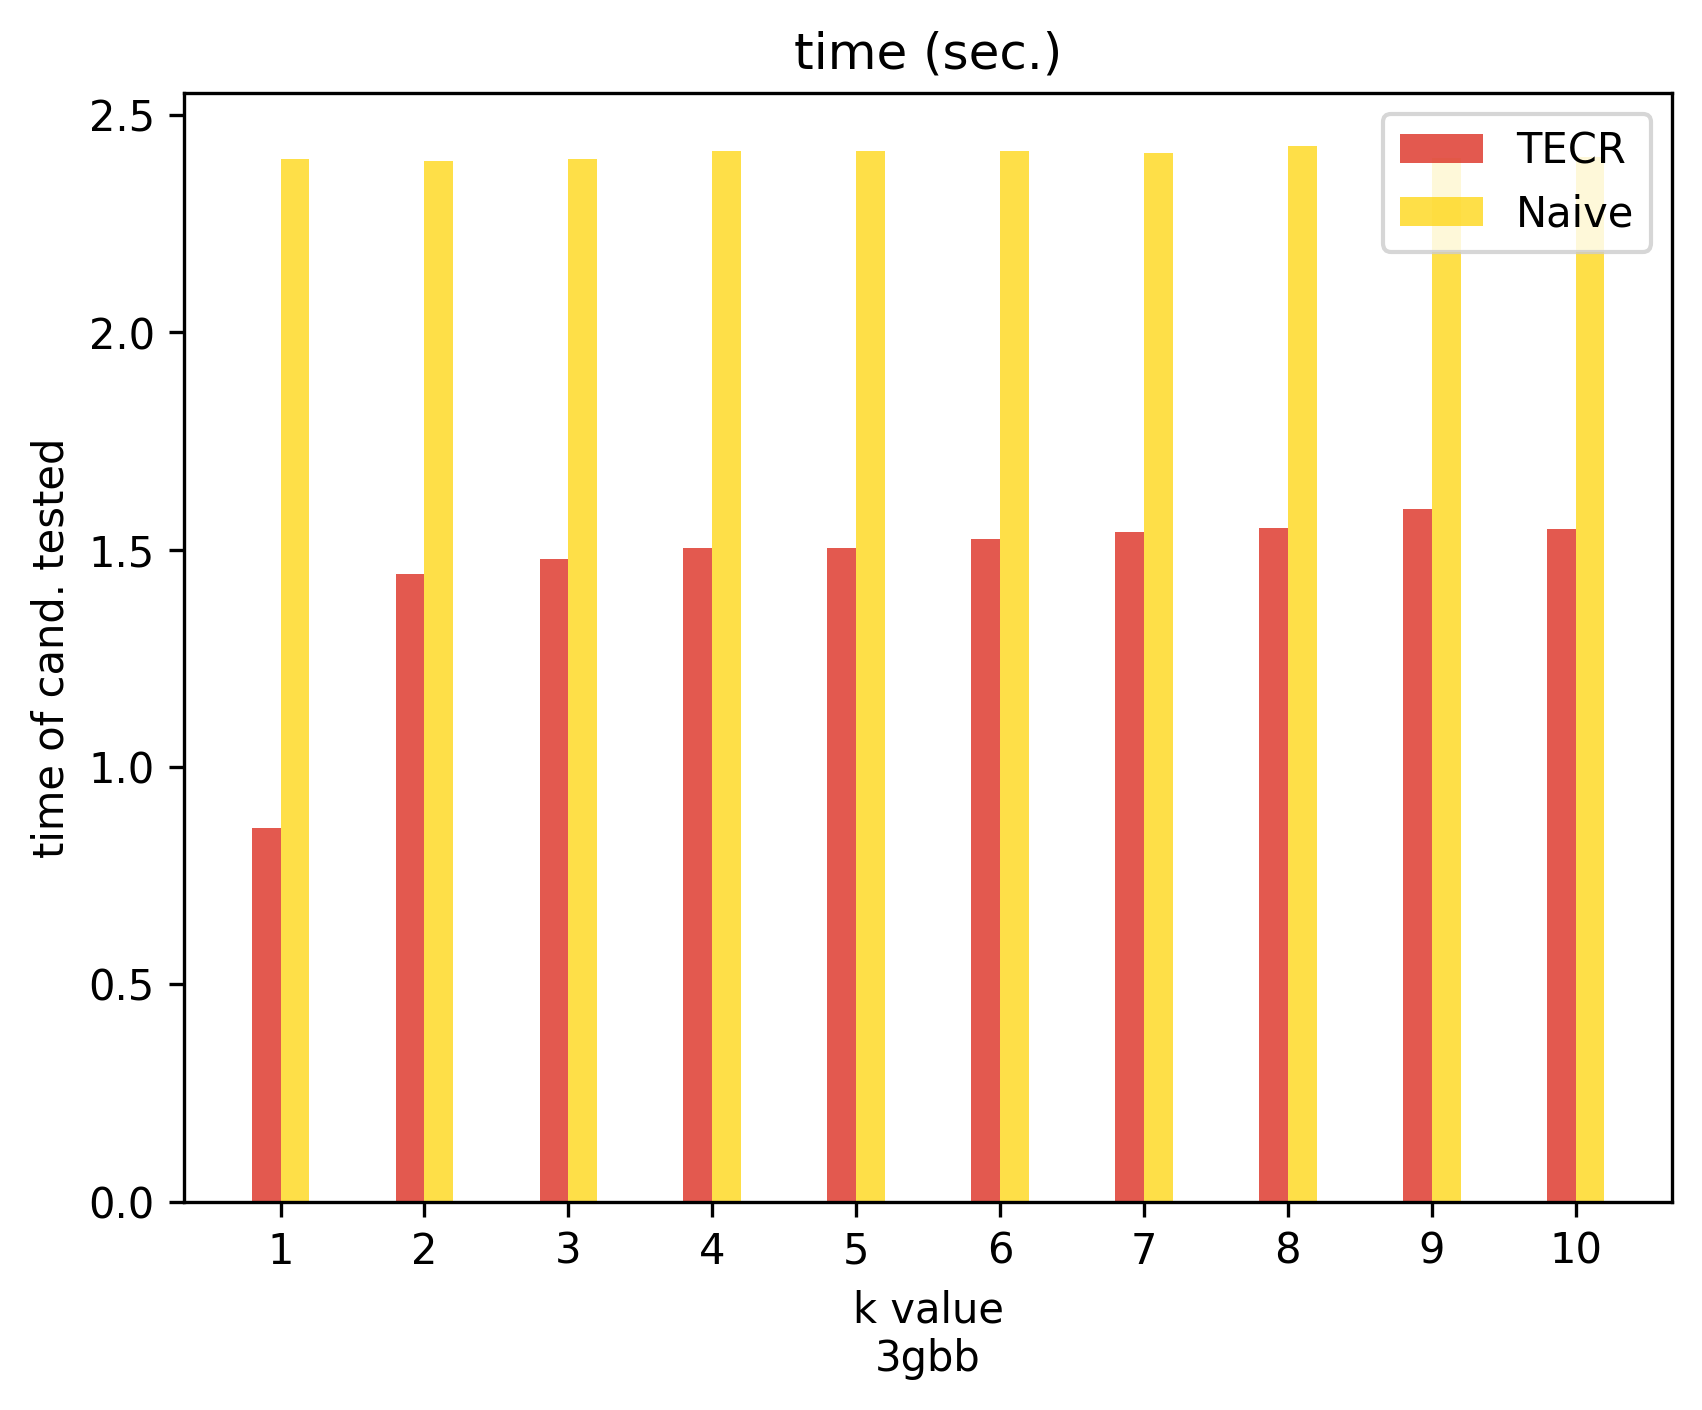 time (sec.)
2.5
2.0
1.5
1.0
0.5
0.0
time of cand. tested
TECR
Naive
1 2 3 4 5 6 7 8 9 10
k value
3gbb